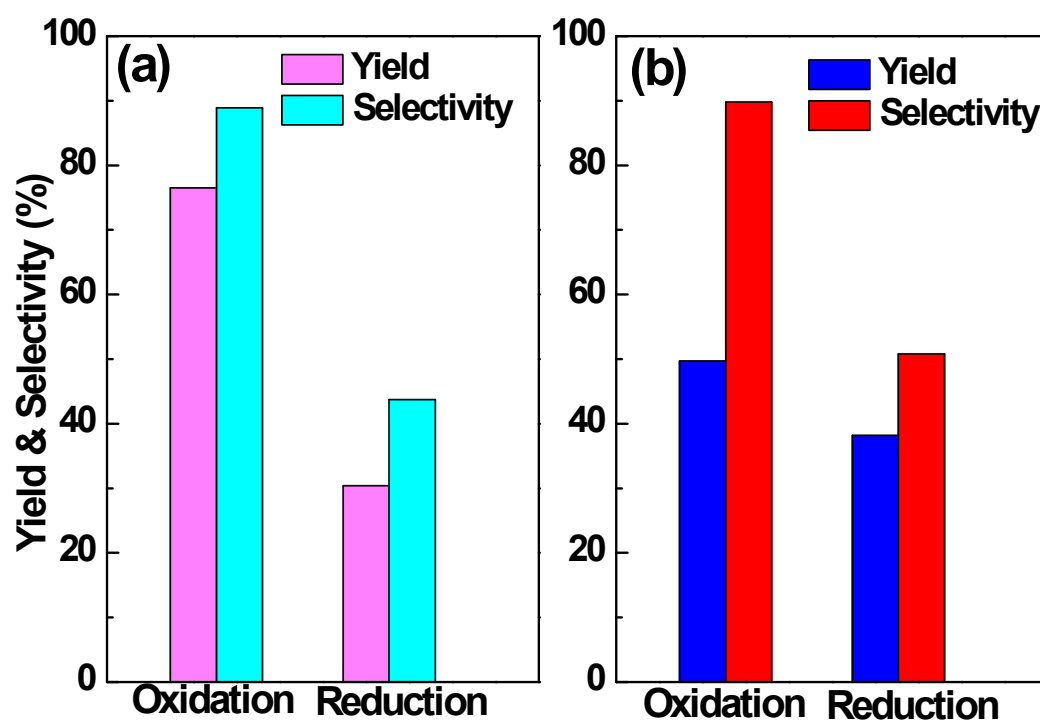 Yield & Selectivity (%)
100
80
60
40
20
0
(a)
Yield
Selectivity
Oxidation
Reduction
100
80
60
40
20
0
(b)
Yield
Selectivity
Oxidation
Reduction